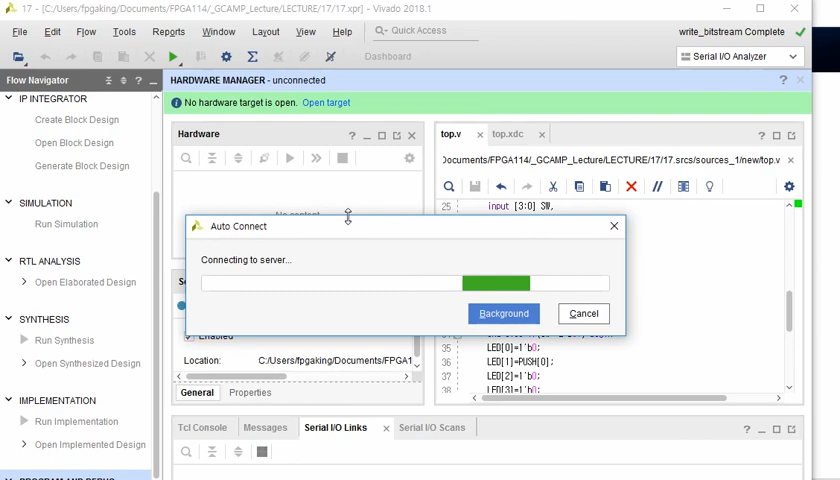 17 - [C:/Users/fpgaking/Documents/FPGA114/_GCAMP_Lecture/LECTURE/17/17.xpr] - Vivado 2018.1
File Edit Flow Tools Reports Window Layout View Help Quick Access write_bitstream Complete
Dashboard Serial I/O Analyzer
Flow Navigator
HARDWARE MANAGER - unconnected
No hardware target is open. Open target
IP INTEGRATOR
Create Block Design
Open Block Design
Generate Block Design
SIMULATION
Run Simulation
RTL ANALYSIS
Open Elaborated Design
SYNTHESIS
Run Synthesis
Open Synthesized Design
IMPLEMENTATION
Run Implementation
Open Implemented Design
Hardware
top.v top.xdc
Documents/FPGA114/_GCAMP_Lecture/LECTURE/17/17.srcs/sources_1/new/top.v
25 input [3:0] SW,
Auto Connect
Connecting to server...
Background Cancel
Enabled
Location: C:/Users/fpgaking/Documents/FPGA1
General Properties
35 LED[0]=1'b0;
36 LED[1]=PUSH[0];
37 LED[2]=1'b0;
38 LED[3]=1'b0;
Tcl Console Messages Serial I/O Links Serial I/O Scans